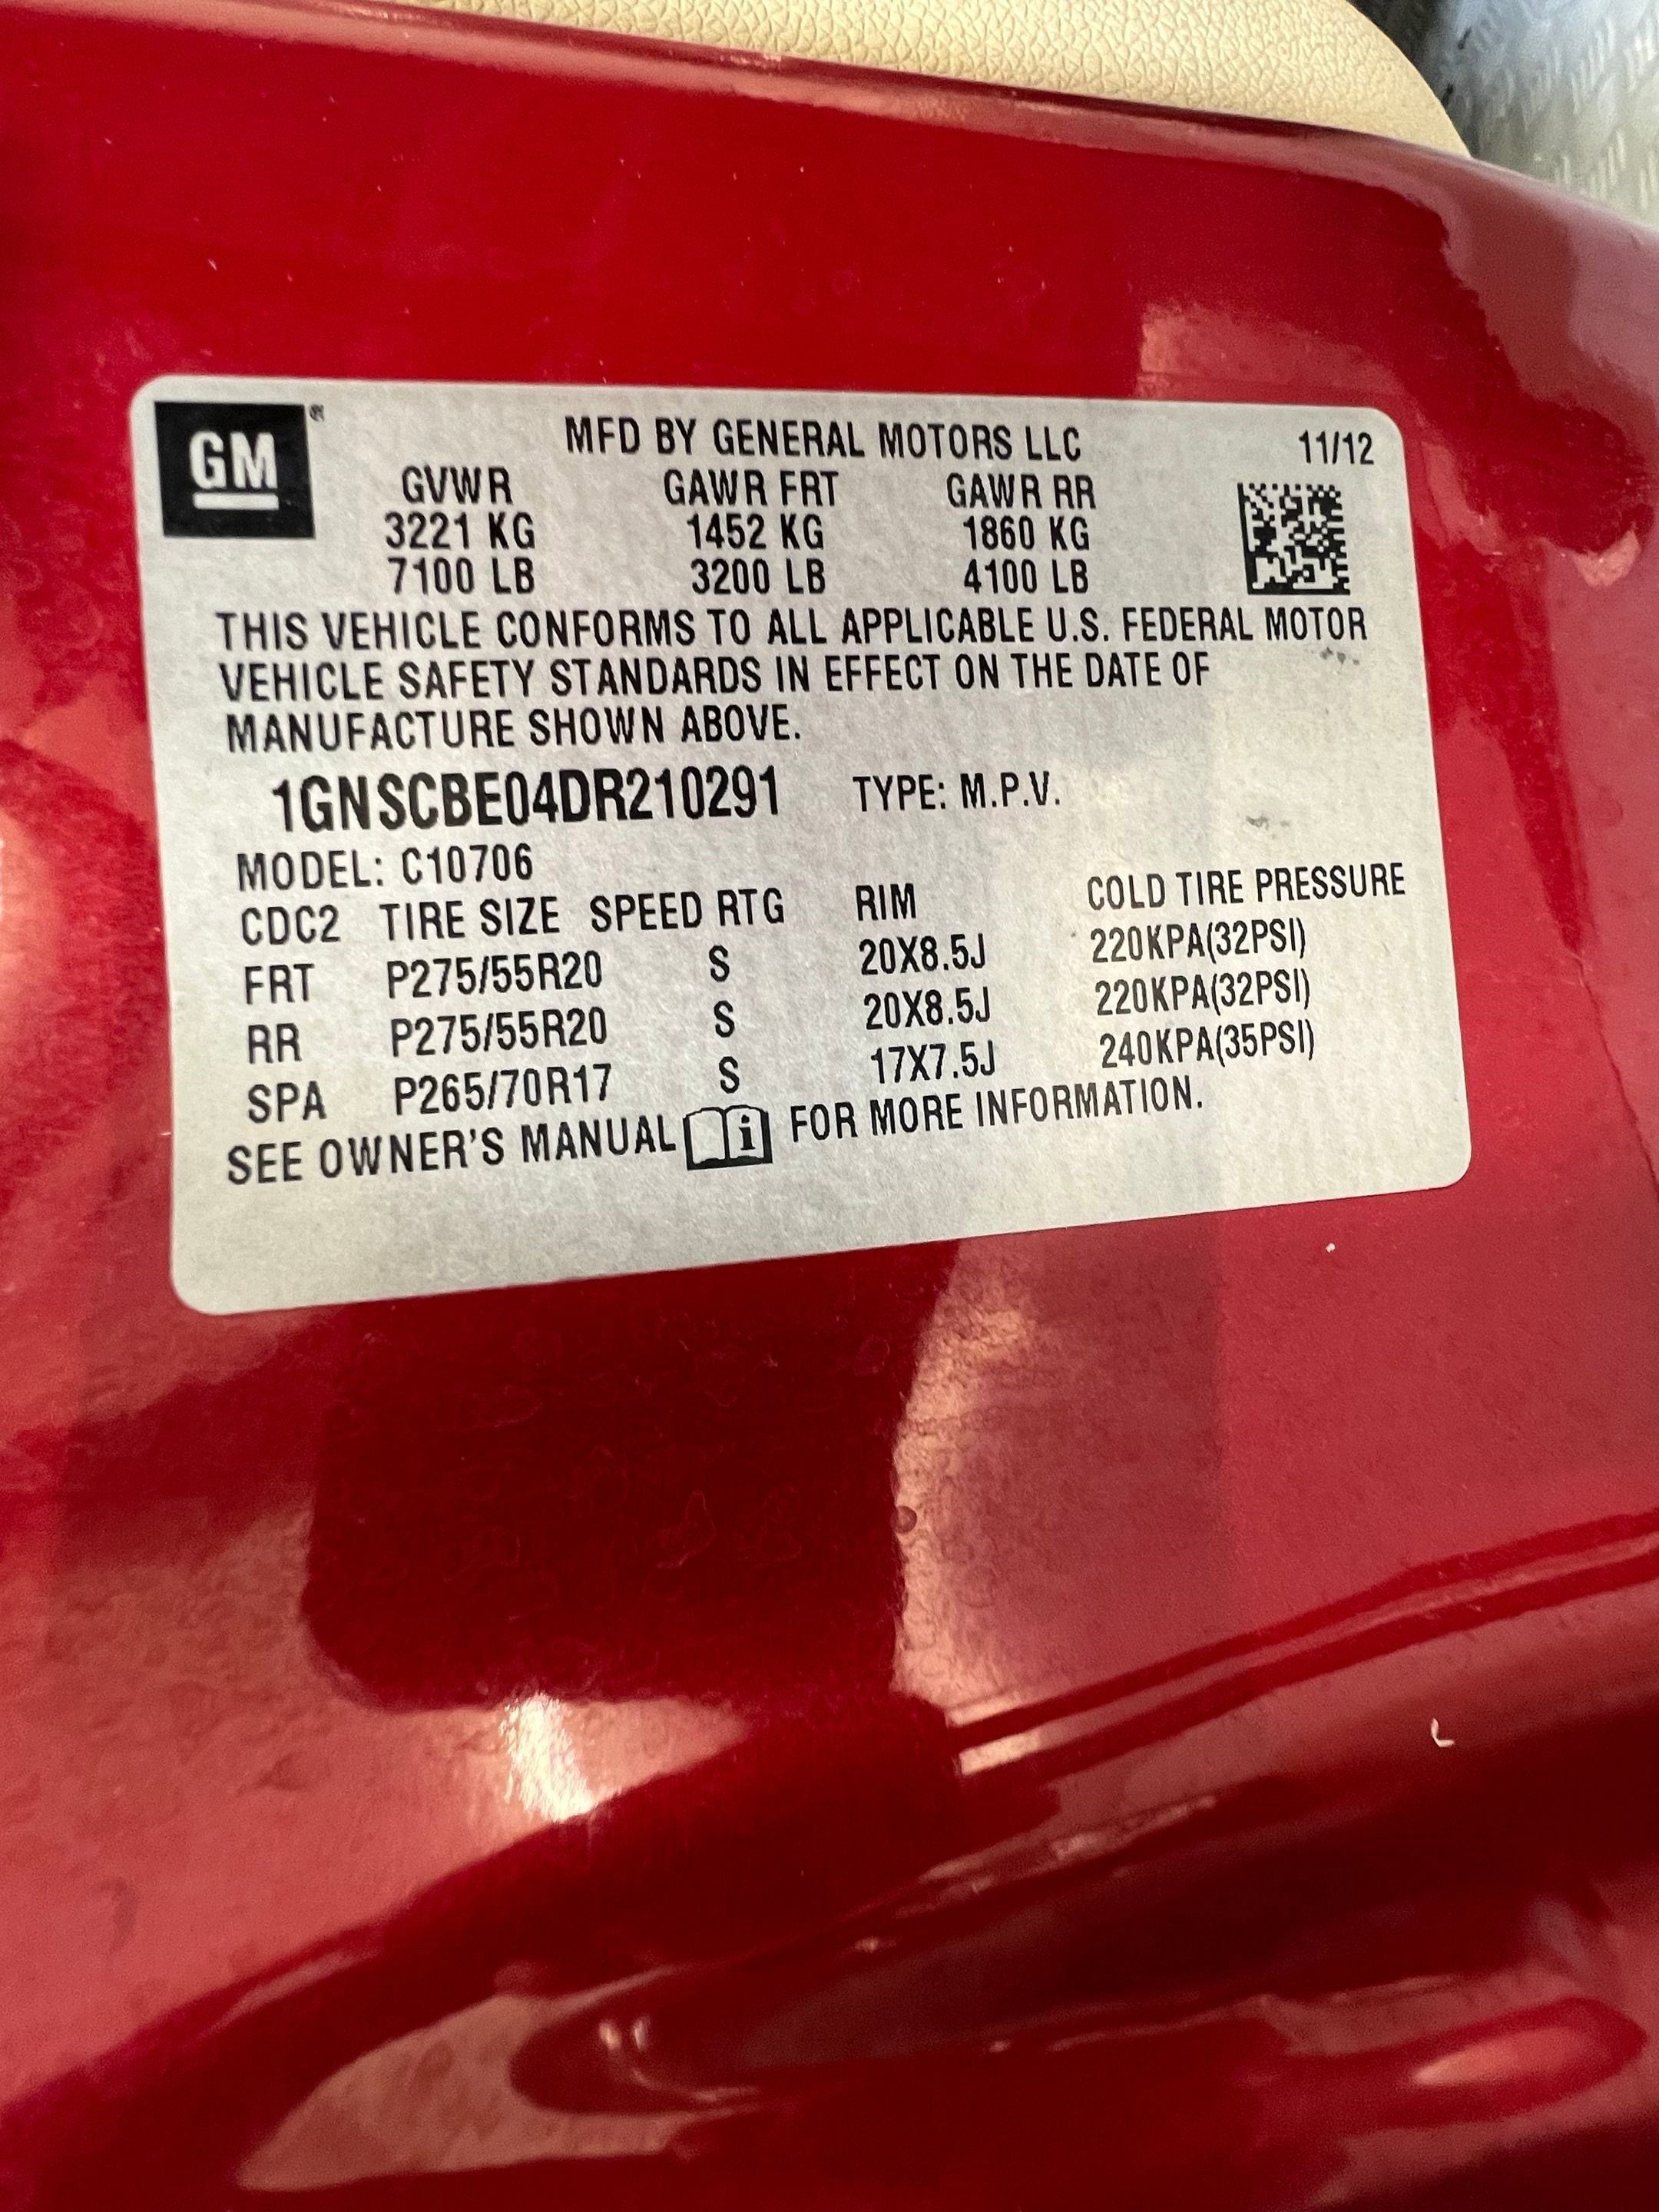 GM ®
MFD BY GENERAL MOTORS LLC 11/12
GVWR GAWR FRT GAWR RR
3221 KG 1452 KG 1860 KG
7100 LB 3200 LB 4100 LB
THIS VEHICLE CONFORMS TO ALL APPLICABLE U.S. FEDERAL MOTOR
VEHICLE SAFETY STANDARDS IN EFFECT ON THE DATE OF
MANUFACTURE SHOWN ABOVE.
1GNSCBE04DR210291 TYPE: M.P.V.
MODEL: C10706
CDC2 TIRE SIZE SPEED RTG RIM COLD TIRE PRESSURE
FRT P275/55R20 S 20X8.5J 220KPA(32PSI)
RR P275/55R20 S 20X8.5J 220KPA(32PSI)
SPA P265/70R17 S 17X7.5J 240KPA(35PSI)
SEE OWNER'S MANUAL i FOR MORE INFORMATION.